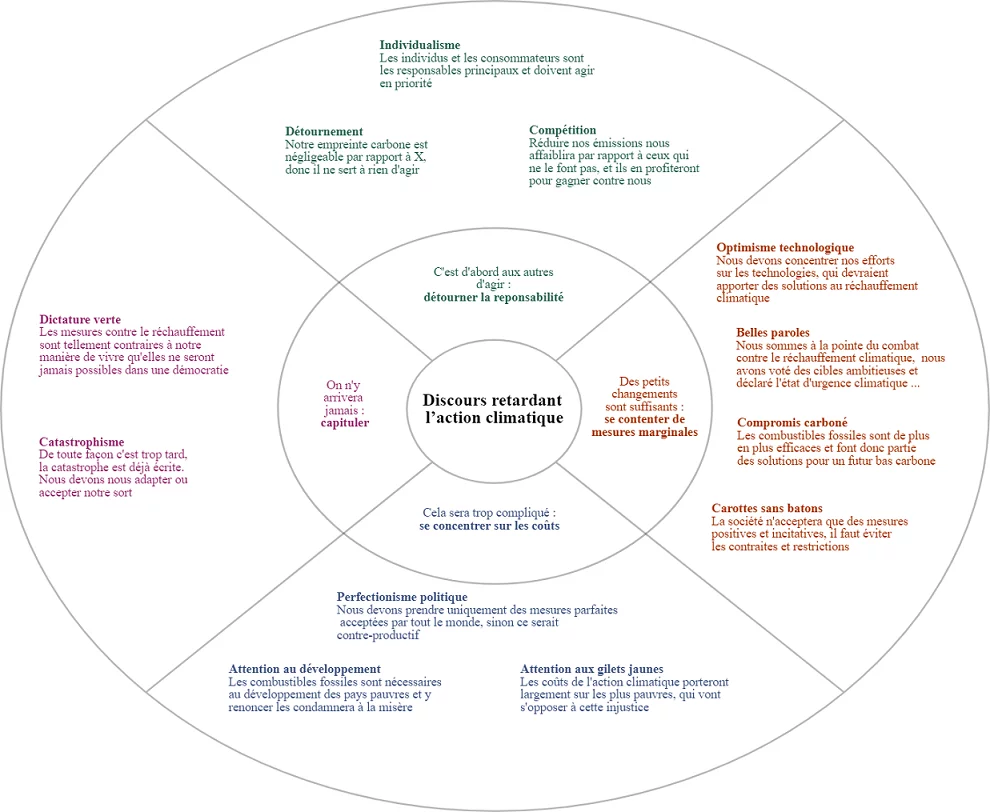 Individualisme
Les individus et les consommateurs sont
les responsables principaux et doivent agir
en priorité
Détournement
Notre empreinte carbone est
négligeable par rapport à X,
donc il ne sert à rien d'agir
Compétition
Réduire nos émissions nous
affaiblira par rapport à ceux qui
ne le font pas, et ils en profiteront
pour gagner contre nous
C'est d'abord aux autres
d'agir :
détourner la reponsabilité
Optimisme technologique
Nous devons concentrer nos efforts
sur les technologies, qui devraient
apporter des solutions au réchauffement
climatique
Belles paroles
Nous sommes à la pointe du combat
contre le réchauffement climatique, nous
avons voté des cibles ambitieuses et
déclaré l'état d'urgence climatique ...
Compromis carboné
Les combustibles fossiles sont de plus
en plus efficaces et font donc partie
des solutions pour un futur bas carbone
Carottes sans batons
La société n'acceptera que des mesures
positives et incitatives, il faut éviter
les contraites et restrictions
Des petits
changements
sont suffisants :
se contenter de
mesures marginales
Discours retardant
l’action climatique
On n'y
arrivera
jamais :
capituler
Dictature verte
Les mesures contre le réchauffement
sont tellement contraires à notre
manière de vivre qu'elles ne seront
jamais possibles dans une démocratie
Catastrophisme
De toute façon c'est trop tard,
la catastrophe est déjà écrite.
Nous devons nous adapter ou
accepter notre sort
Cela sera trop compliqué :
se concentrer sur les coûts
Perfectionisme politique
Nous devons prendre uniquement des mesures parfaites
acceptées par tout le monde, sinon ce serait
contre-productif
Attention au développement
Les combustibles fossiles sont nécessaires
au développement des pays pauvres et y
renoncer les condamnera à la misère
Attention aux gilets jaunes
Les coûts de l'action climatique porteront
largement sur les plus pauvres, qui vont
s'opposer à cette injustice